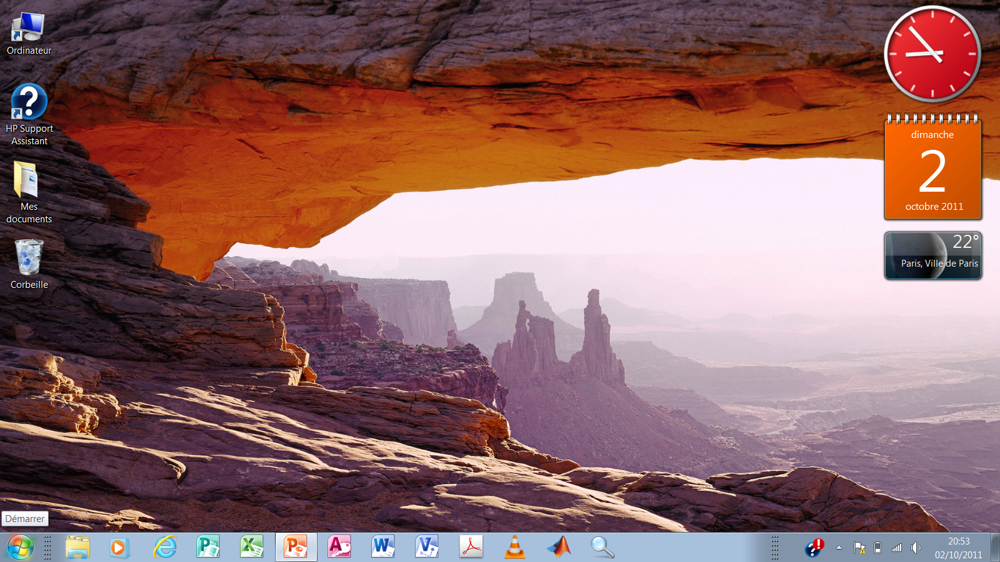 Ordinateur
HP Support
Assistant
Mes
documents
Corbeille
dimanche
2
octobre 2011
22°
Paris, Ville de Paris
Démarrer
20:53
02/10/2011